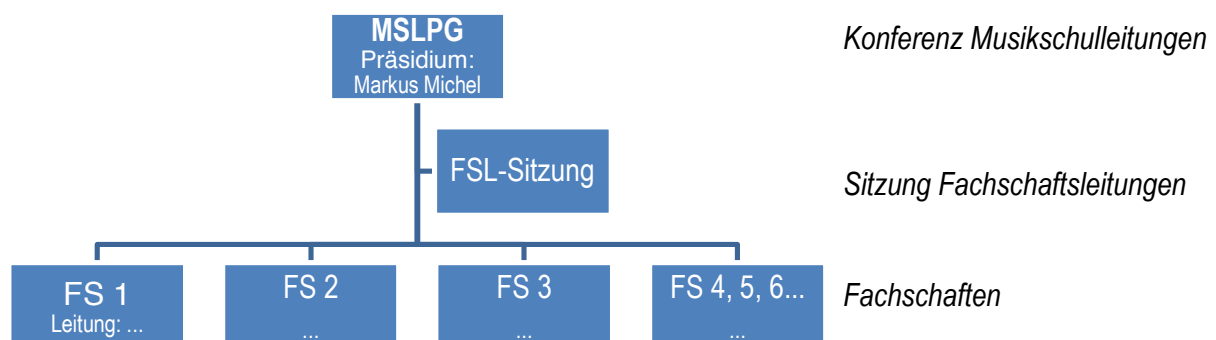 MSLPG
Präsidium:
Markus Michel
Konferenz Musikschulleitungen
FSL-Sitzung
Sitzung Fachschaftsleitungen
FS 1
Leitung: ...
FS 2
...
FS 3
...
FS 4, 5, 6...
...
Fachschaften